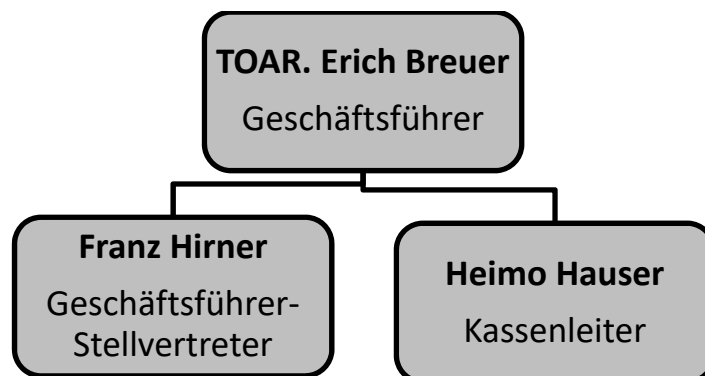 TOAR. Erich Breuer
Geschäftsführer
Franz Hirner
Geschäftsführer-
Stellvertreter
Heimo Hauser
Kassenleiter